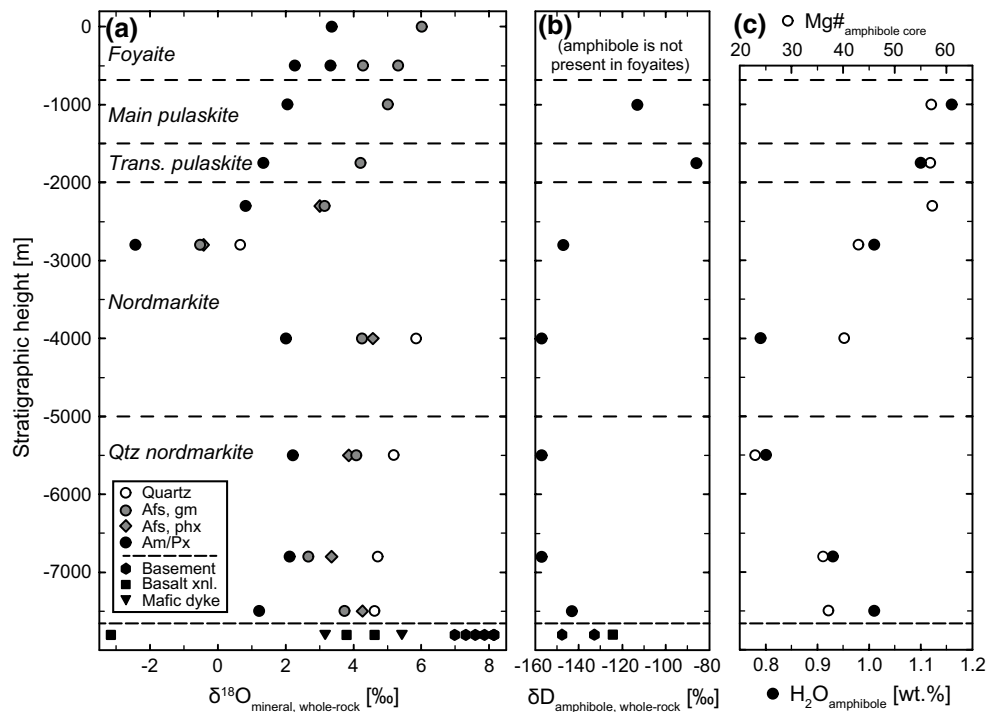 (a)
(b)
(c)
Mg#amphibole core
20 30 40 50 60
0
-1000
-2000
-3000
-4000
-5000
-6000
-7000
Stratigraphic height [m]
Foyaite
Main pulaskite
Trans. pulaskite
Nordmarkite
Qtz nordmarkite
Quartz
Afs, gm
Afs, phx
Am/Px
Basement
Basalt xnl.
Mafic dyke
(amphibole is not
present in foyaites)
-2 0 2 4 6 8
δ18Omineral, whole-rock [‰]
-160 -140 -120 -100 -80
δDamphibole, whole-rock [‰]
0.8 0.9 1.0 1.1 1.2
H2Oamphibole [wt.%]